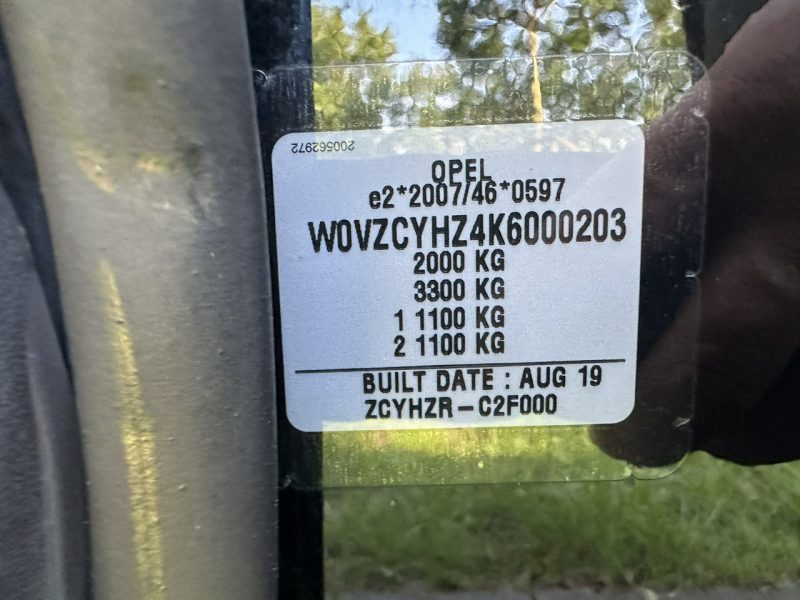 200562972
OPEL
e2*2007/46*0597
W0VZCYHZ4K6000203
2000 KG
3300 KG
1 1100 KG
2 1100 KG
BUILT DATE : AUG 19
ZCYHZR-C2F000